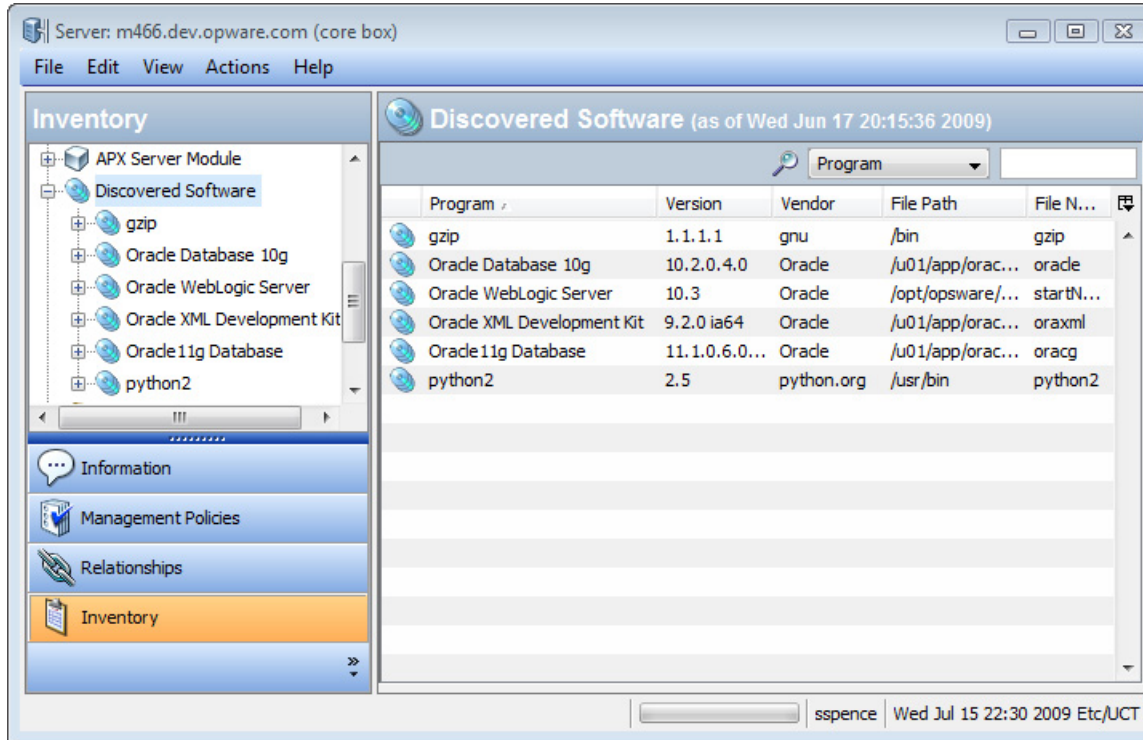 Server: m466.dev.opware.com (core box)
File Edit View Actions Help
Inventory
APX Server Module
Discovered Software
gzip
Oracle Database 10g
Oracle WebLogic Server
Oracle XML Development Kit
Oracle11g Database
python2
Information
Management Policies
Relationships
Inventory
Discovered Software (as of Wed Jun 17 20:15:36 2009)
Program
Program Version Vendor File Path File N...
gzip 1.1.1.1 gnu /bin gzip
Oracle Database 10g 10.2.0.4.0 Oracle /u01/app/orac... oracle
Oracle WebLogic Server 10.3 Oracle /opt/opsware/... startN...
Oracle XML Development Kit 9.2.0 ia64 Oracle /u01/app/orac... oraxml
Oracle11g Database 11.1.0.6.0... Oracle /u01/app/orac... oracg
python2 2.5 python.org /usr/bin python2
sspence Wed Jul 15 22:30 2009 Etc/UCT